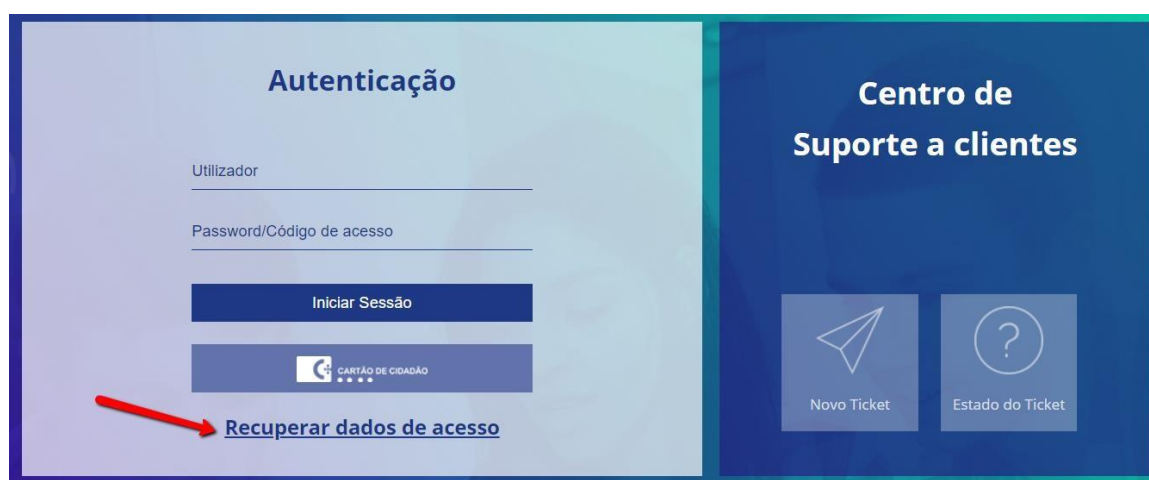 Autenticação
Utilizador
Password/Código de acesso
Iniciar Sessão
CARTÃO DE CIDADÃO
Recuperar dados de acesso
Centro de
Suporte a clientes
Novo Ticket
Estado do Ticket